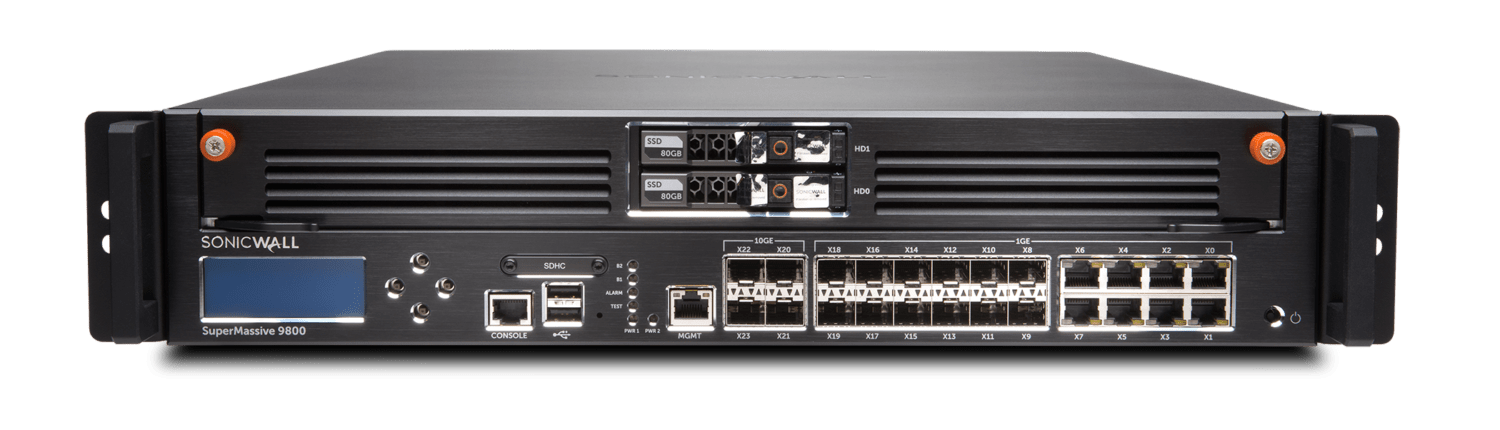 SONICWALL
SSD
80GB
HD1
SSD
80GB
SONICWALL
HD0
SONICWALL
10GE
1GE
X22 X20 X18 X16 X14 X12 X10 X8 X6 X4 X2 X0
SDHC
B2
B1
ALARM
TEST
PWR 1 PWR 2
SuperMassive 9800
CONSOLE
MGMT
X23 X21 X19 X17 X15 X13 X11 X9 X7 X5 X3 X1